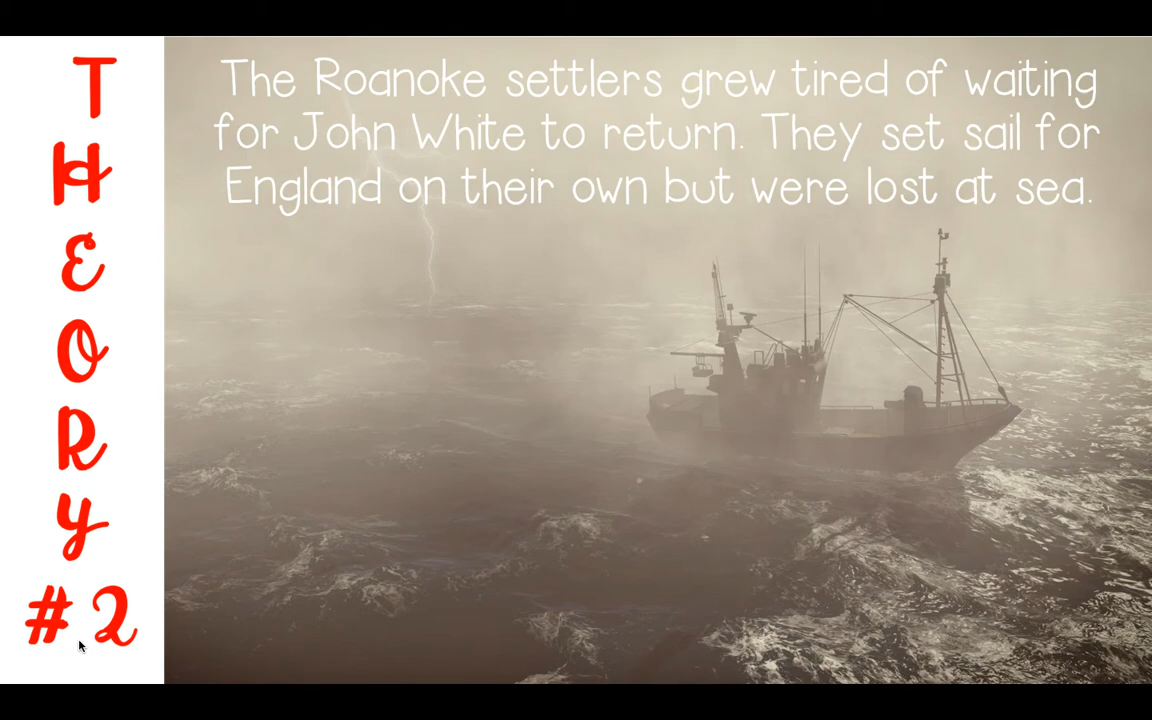 THEORY
#2
The Roanoke settlers grew tired of waiting
for John White to return. They set sail for
England on their own but were lost at sea.